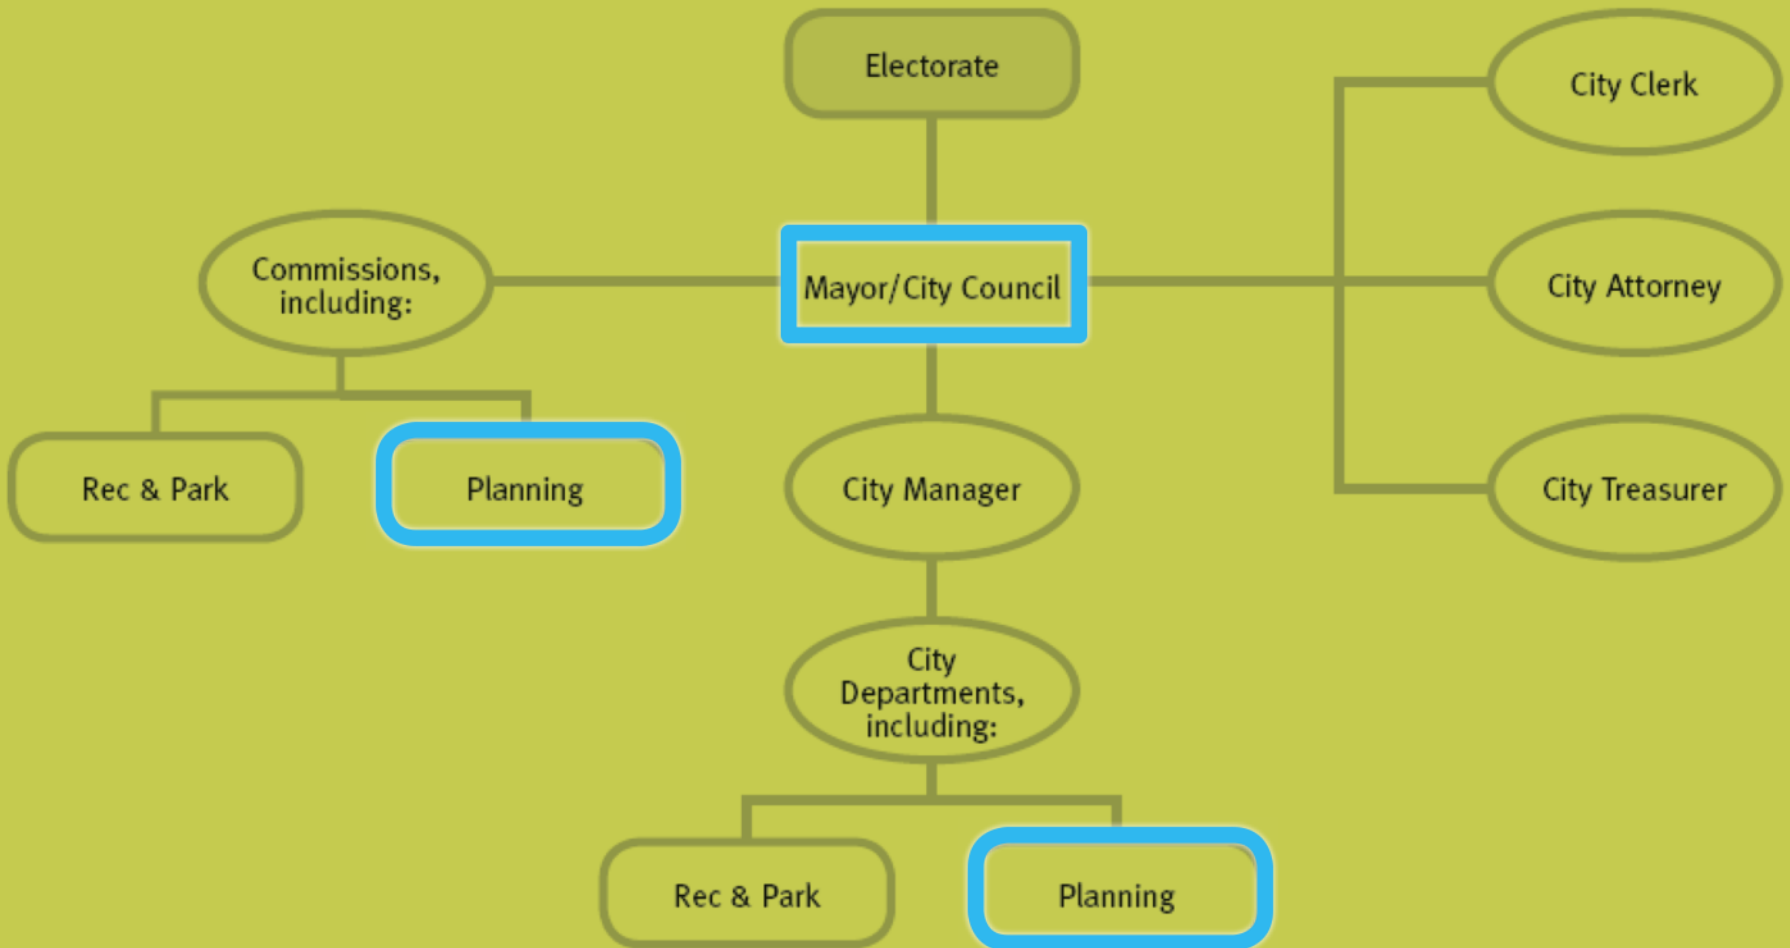 Electorate
City Clerk
Commissions,
including:
Mayor/City Council
City Attorney
Rec & Park
Planning
City Manager
City Treasurer
City
Departments,
including:
Rec & Park
Planning